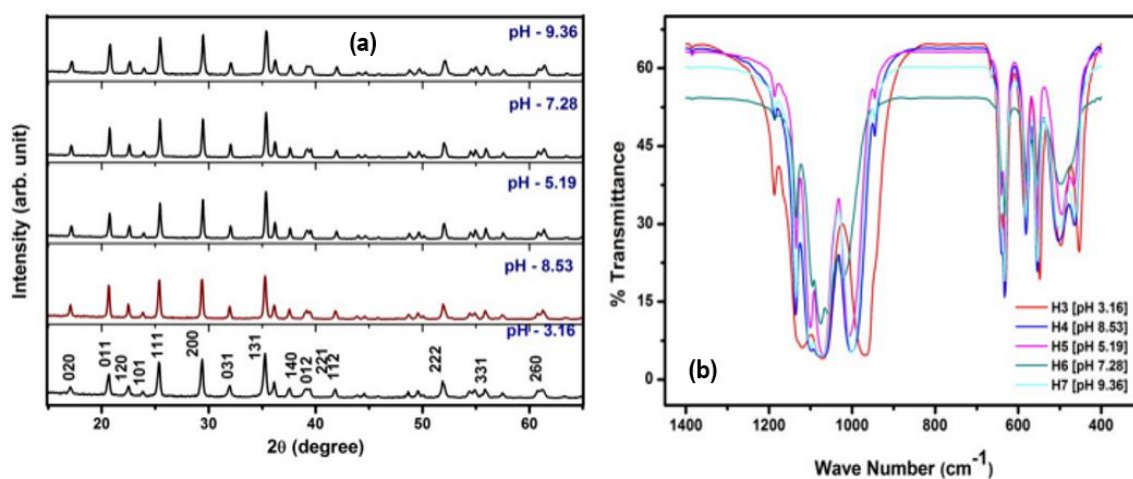 (a)
pH - 9.36
pH - 7.28
pH - 5.19
pH - 8.53
pH - 3.16
020
011
120
101
111
200
031
131
140
012
221
112
222
331
260
Intensity (arb. unit)
20 30 40 50 60
2θ (degree)
60
45
30
15
0
% Transmittance
H3 [pH 3.16]
H4 [pH 8.53]
H5 [pH 5.19]
H6 [pH 7.28]
H7 [pH 9.36]
(b)
1400 1200 1000 800 600 400
Wave Number (cm⁻¹)